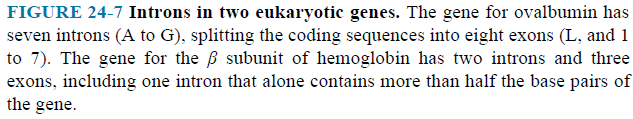 FIGURE 24-7 Introns in two eukaryotic genes. The gene for ovalbumin has
seven introns (A to G), splitting the coding sequences into eight exons (L, and 1
to 7). The gene for the β subunit of hemoglobin has two introns and three
exons, including one intron that alone contains more than half the base pairs of
the gene.